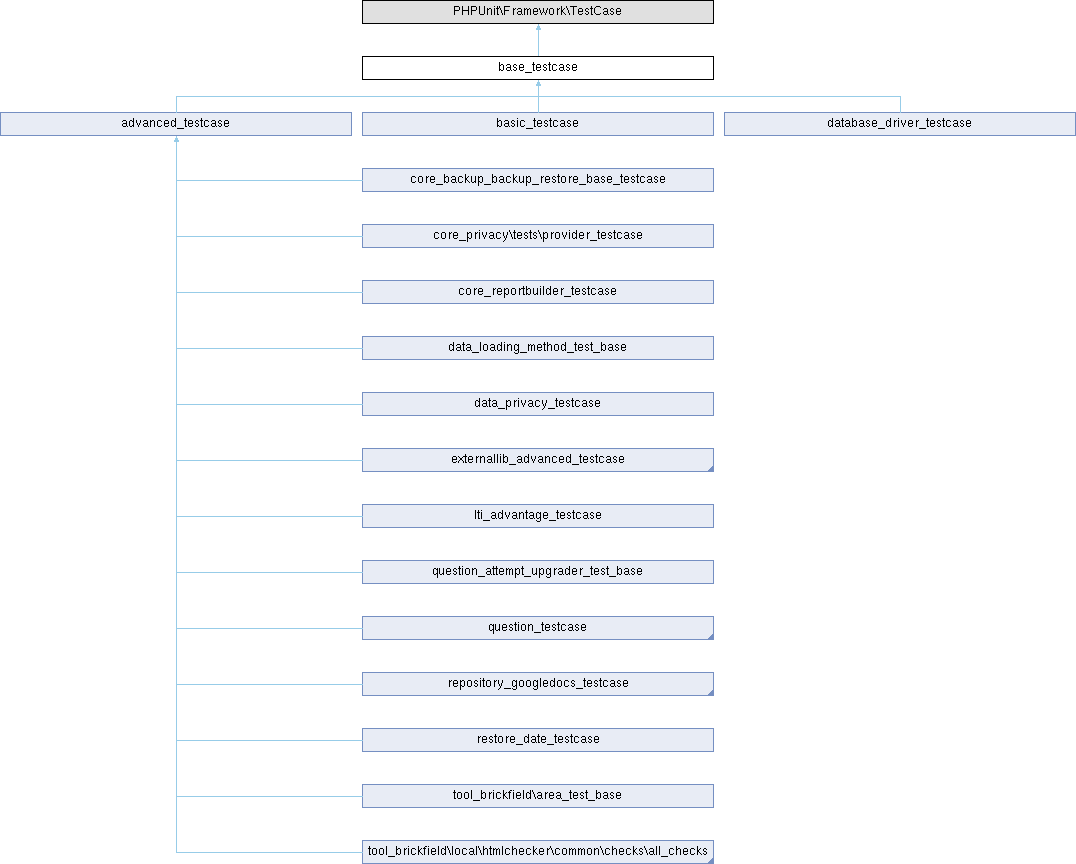 PHPUnit\Framework\TestCase
base_testcase
advanced_testcase
basic_testcase
database_driver_testcase
core_backup_backup_restore_base_testcase
core_privacy\tests\provider_testcase
core_reportbuilder_testcase
data_loading_method_test_base
data_privacy_testcase
externallib_advanced_testcase
lti_advantage_testcase
question_attempt_upgrader_test_base
question_testcase
repository_googledocs_testcase
restore_date_testcase
tool_brickfield\area_test_base
tool_brickfield\local\htmlchecker\common\checks\all_checks